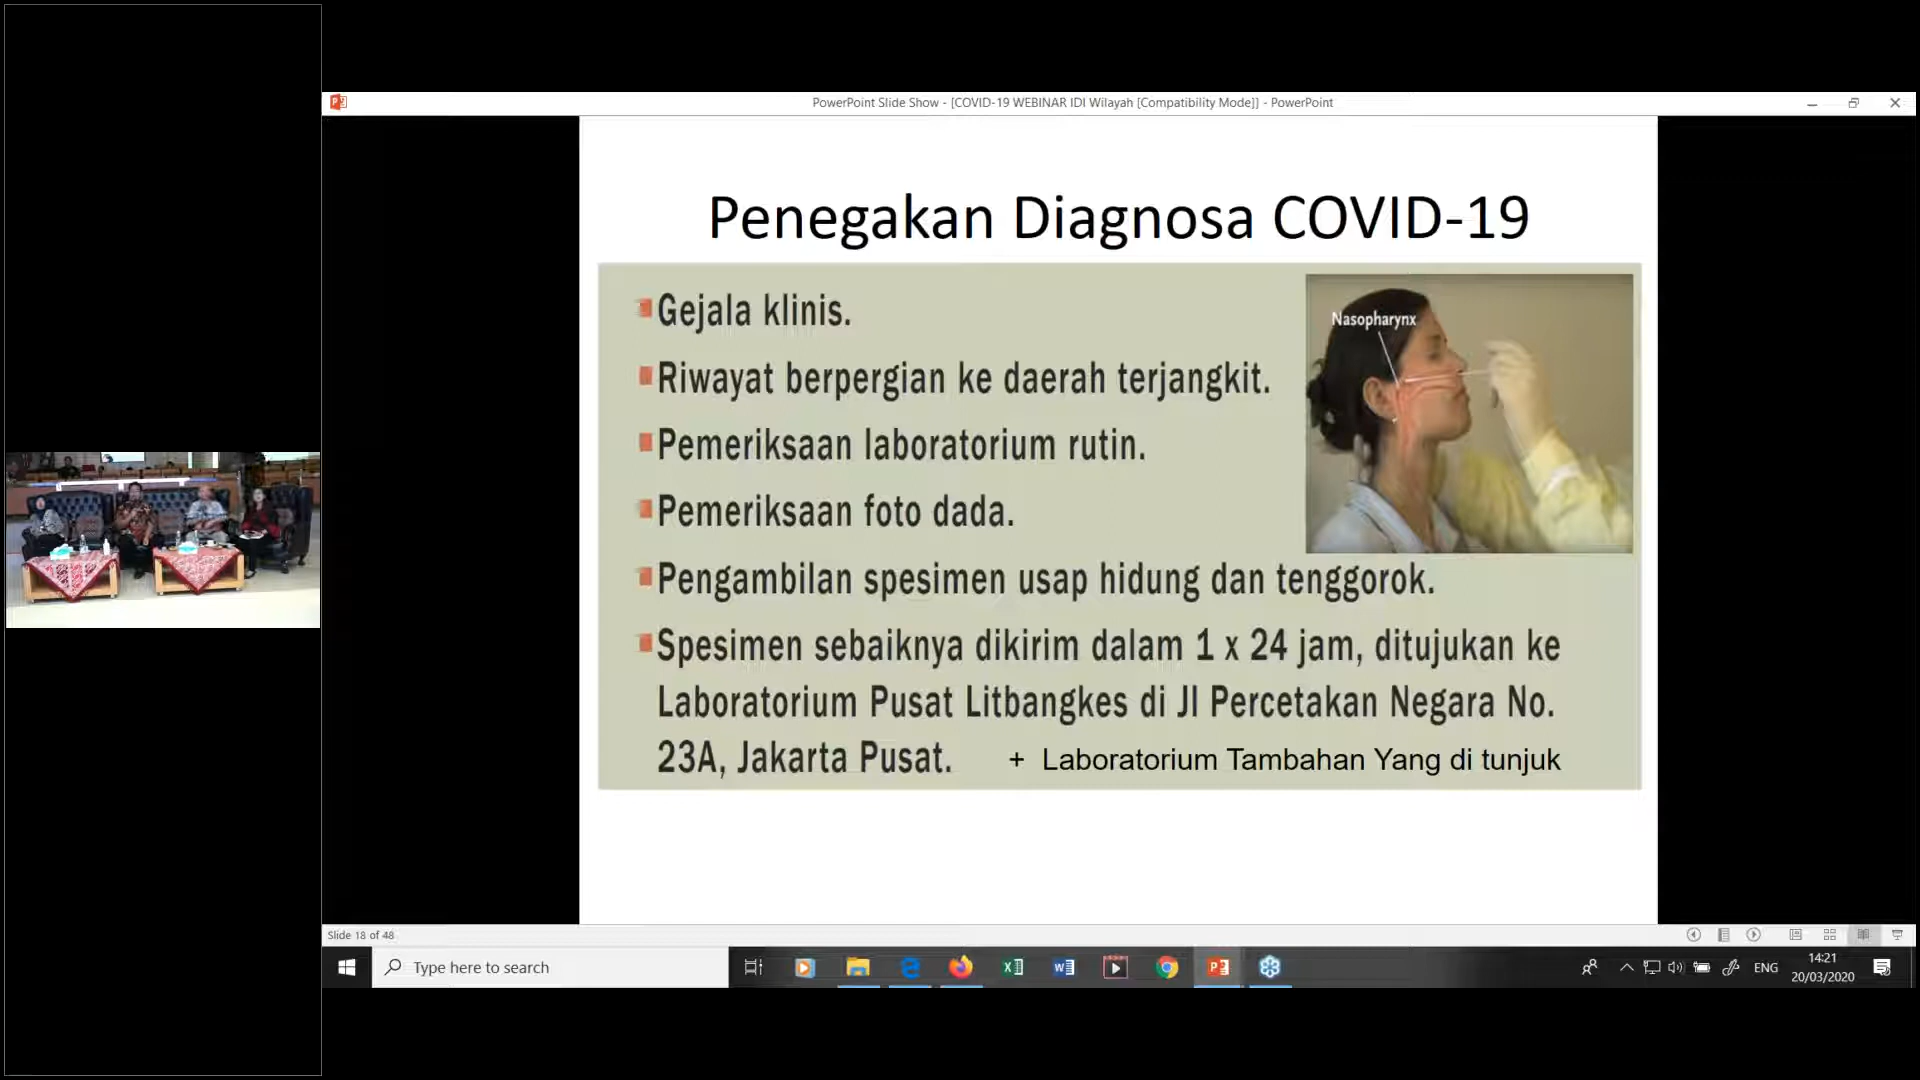 PowerPoint Slide Show - [COVID-19 WEBINAR IDI Wilayah [Compatibility Mode]] - PowerPoint
Penegakan Diagnosa COVID-19
Gejala klinis.
Nasopharynx
Riwayat berpergian ke daerah terjangkit.
Pemeriksaan laboratorium rutin.
Pemeriksaan foto dada.
Pengambilan spesimen usap hidung dan tenggorok.
Spesimen sebaiknya dikirim dalam 1 x 24 jam, ditujukan ke
Laboratorium Pusat Litbangkes di Jl Percetakan Negara No.
23A, Jakarta Pusat. + Laboratorium Tambahan Yang di tunjuk
Slide 18 of 48
Type here to search
ENG
14:21
20/03/2020